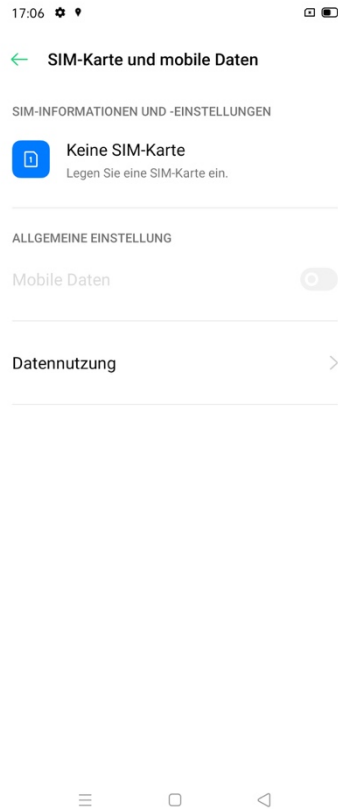 17:06
SIM-Karte und mobile Daten
SIM-INFORMATIONEN UND -EINSTELLUNGEN
1
Keine SIM-Karte
Legen Sie eine SIM-Karte ein.
ALLGEMEINE EINSTELLUNG
Mobile Daten
Datennutzung